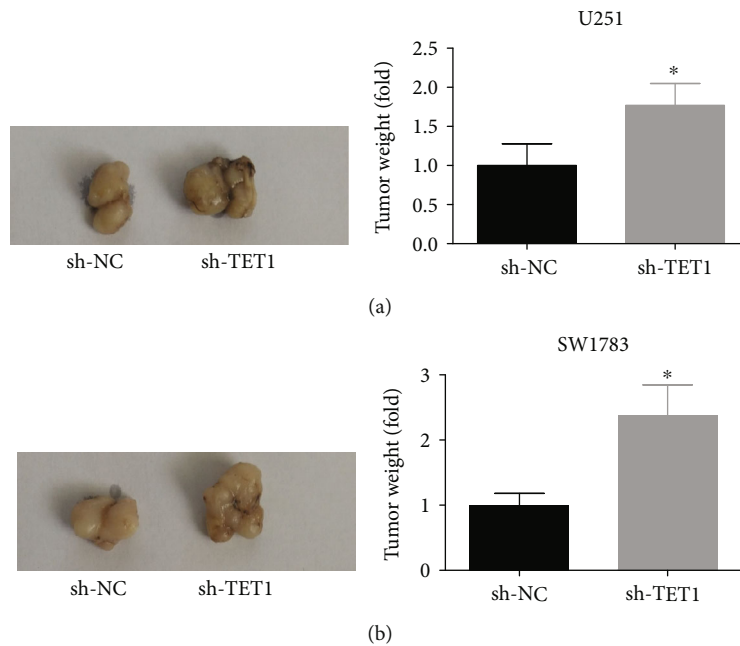 U251
Tumor weight (fold)
2.5
2.0
1.5
1.0
0.5
0.0
*
sh-NC
sh-TET1
sh-NC
sh-TET1
(a)
SW1783
Tumor weight (fold)
3
2
1
0
*
sh-NC
sh-TET1
sh-NC
sh-TET1
(b)